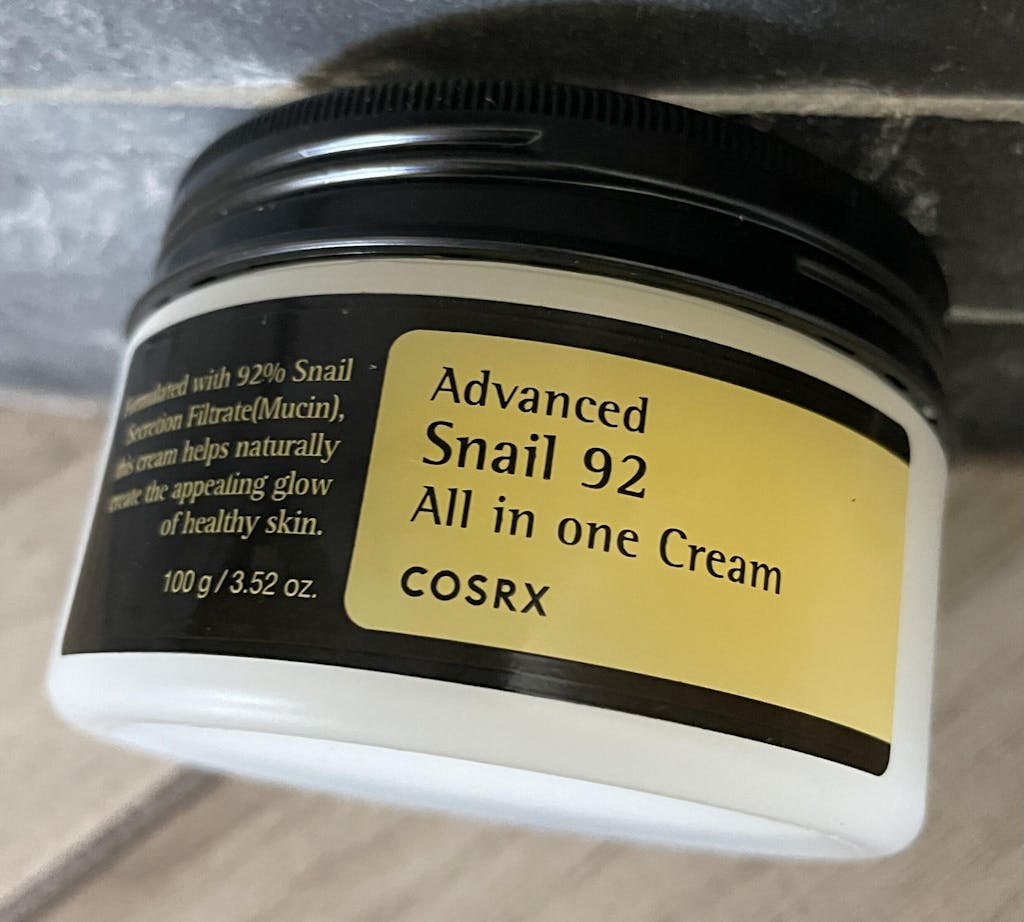 Formulated with 92% Snail
Secretion Filtrate(Mucin),
this cream helps naturally
create the appealing glow
of healthy skin.
100 g / 3.52 oz.
Advanced
Snail 92
All in one Cream
COSRX